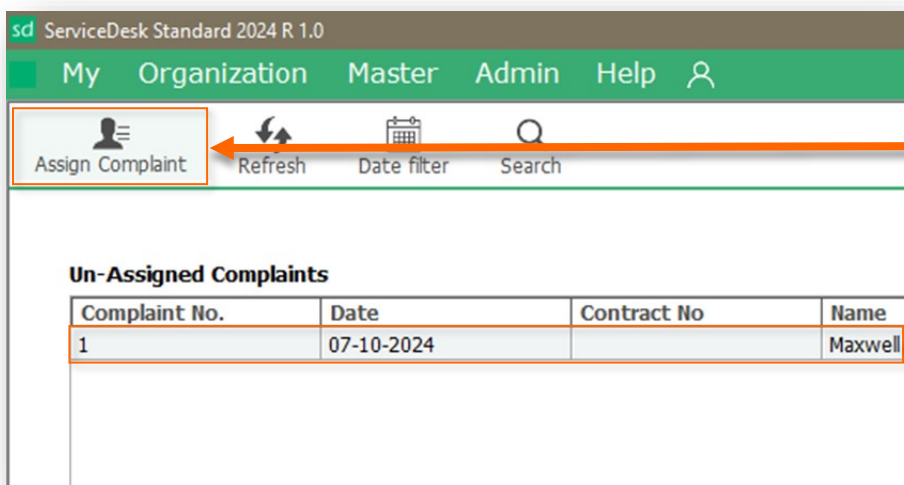 sd ServiceDesk Standard 2024 R 1.0
My Organization Master Admin Help
Assign Complaint Refresh Date filter Search
Un-Assigned Complaints
Complaint No. Date Contract No Name
1 07-10-2024 Maxwell